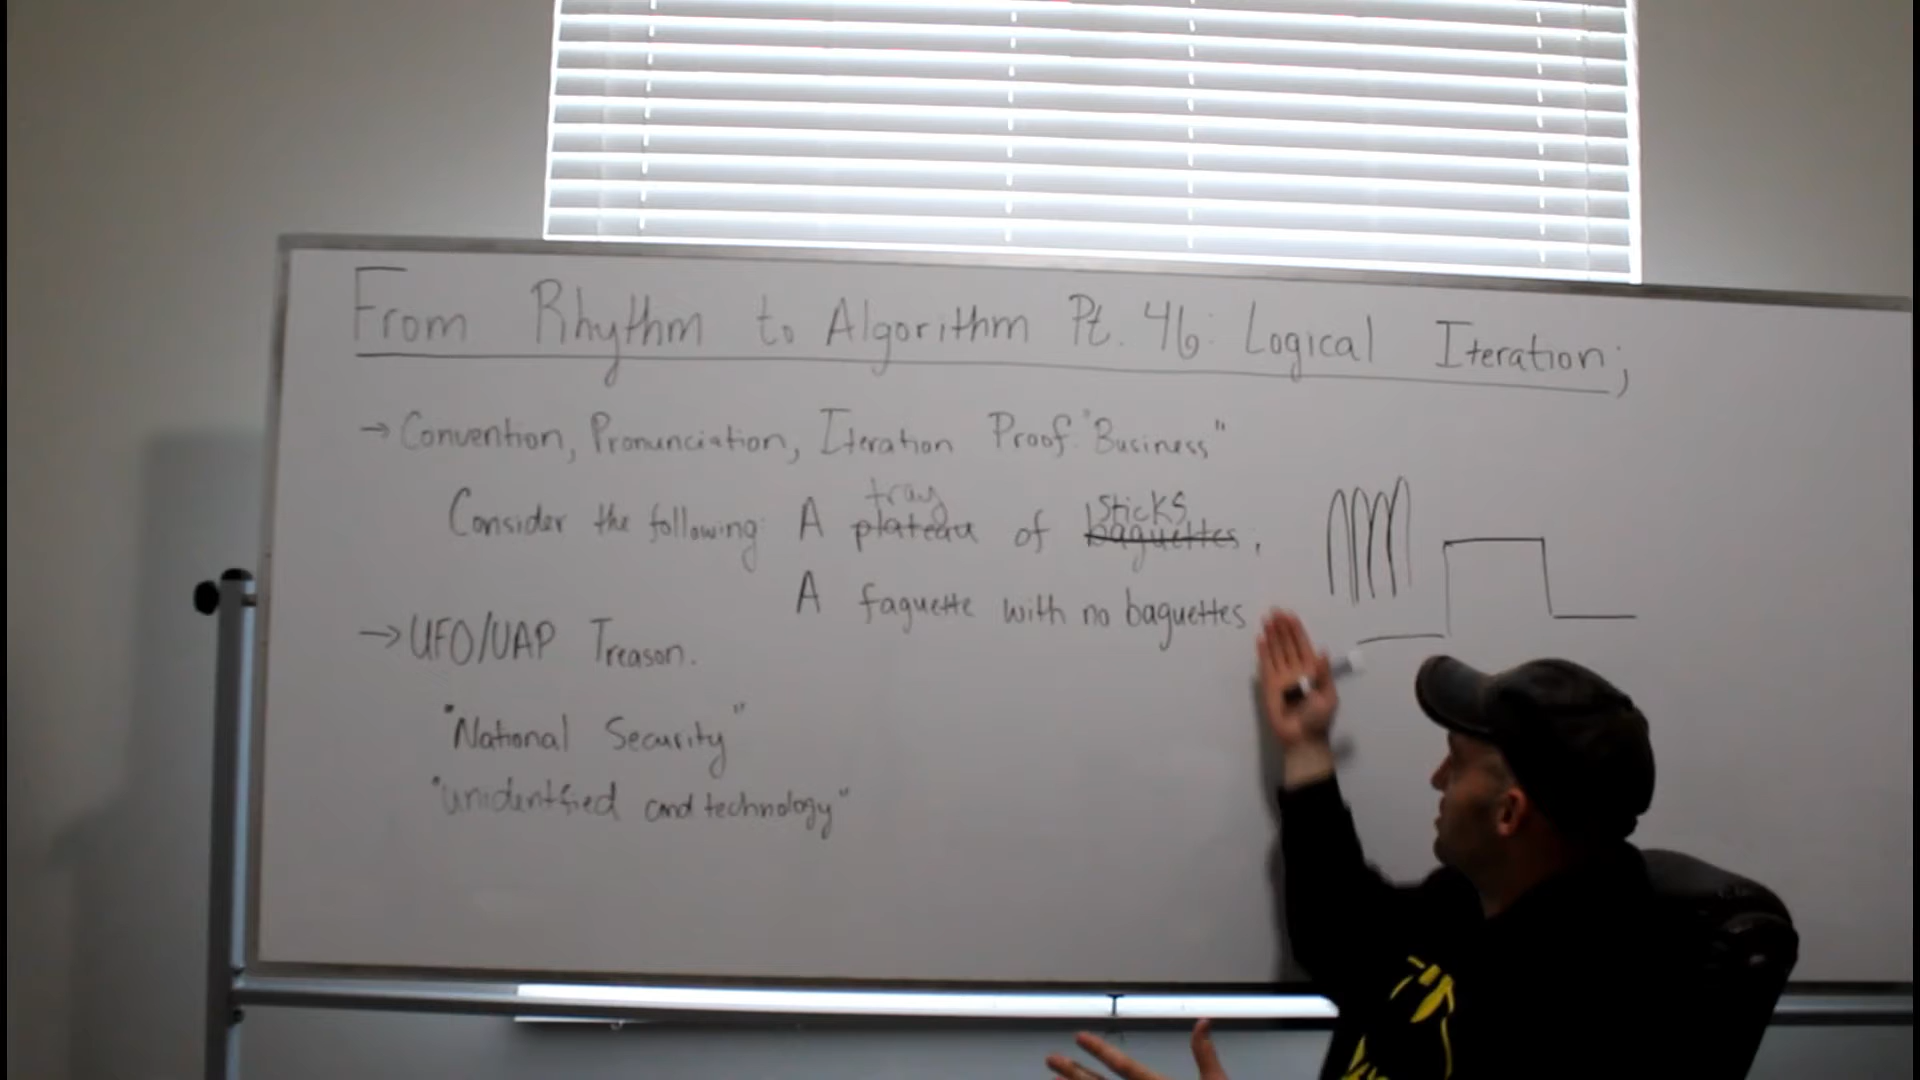 From Rhythm to Algorithm Pt. 46: Logical Iteration;
→ Convention, Pronunciation, Iteration Proof "Business"
tray sticks
Consider the following: A plateau of baguettes,
A faguette with no baguettes
→ UFO/UAP Treason.
"National Security"
"unidentfied and technology"